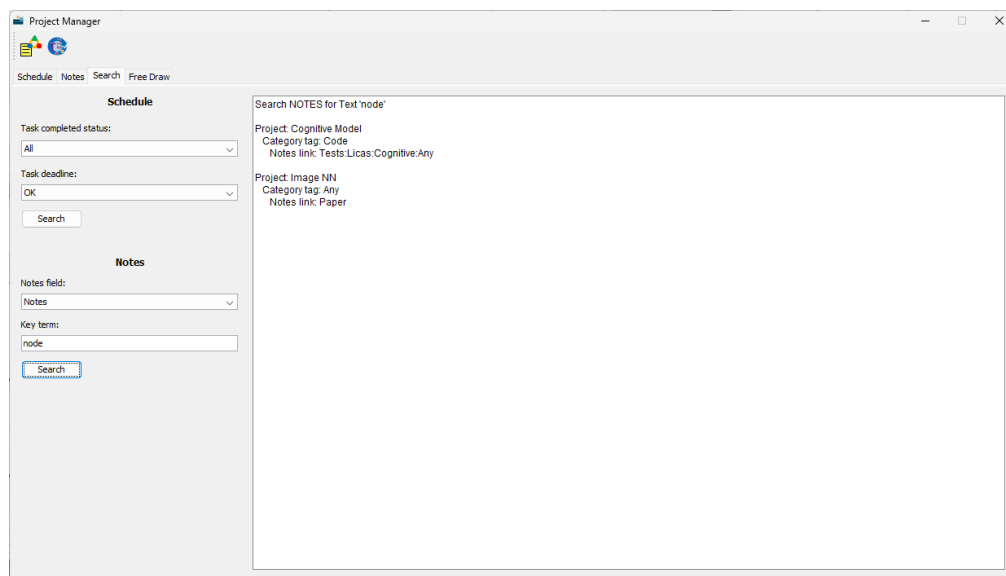 Project Manager
Schedule Notes Search Free Draw
Schedule
Task completed status:
All
Task deadline:
OK
Search
Notes
Notes field:
Notes
Key term:
node
Search
Search NOTES for Text 'node'
Project: Cognitive Model
Category tag: Code
Notes link: Tests:Licas:Cognitive:Any
Project: Image NN
Category tag: Any
Notes link: Paper